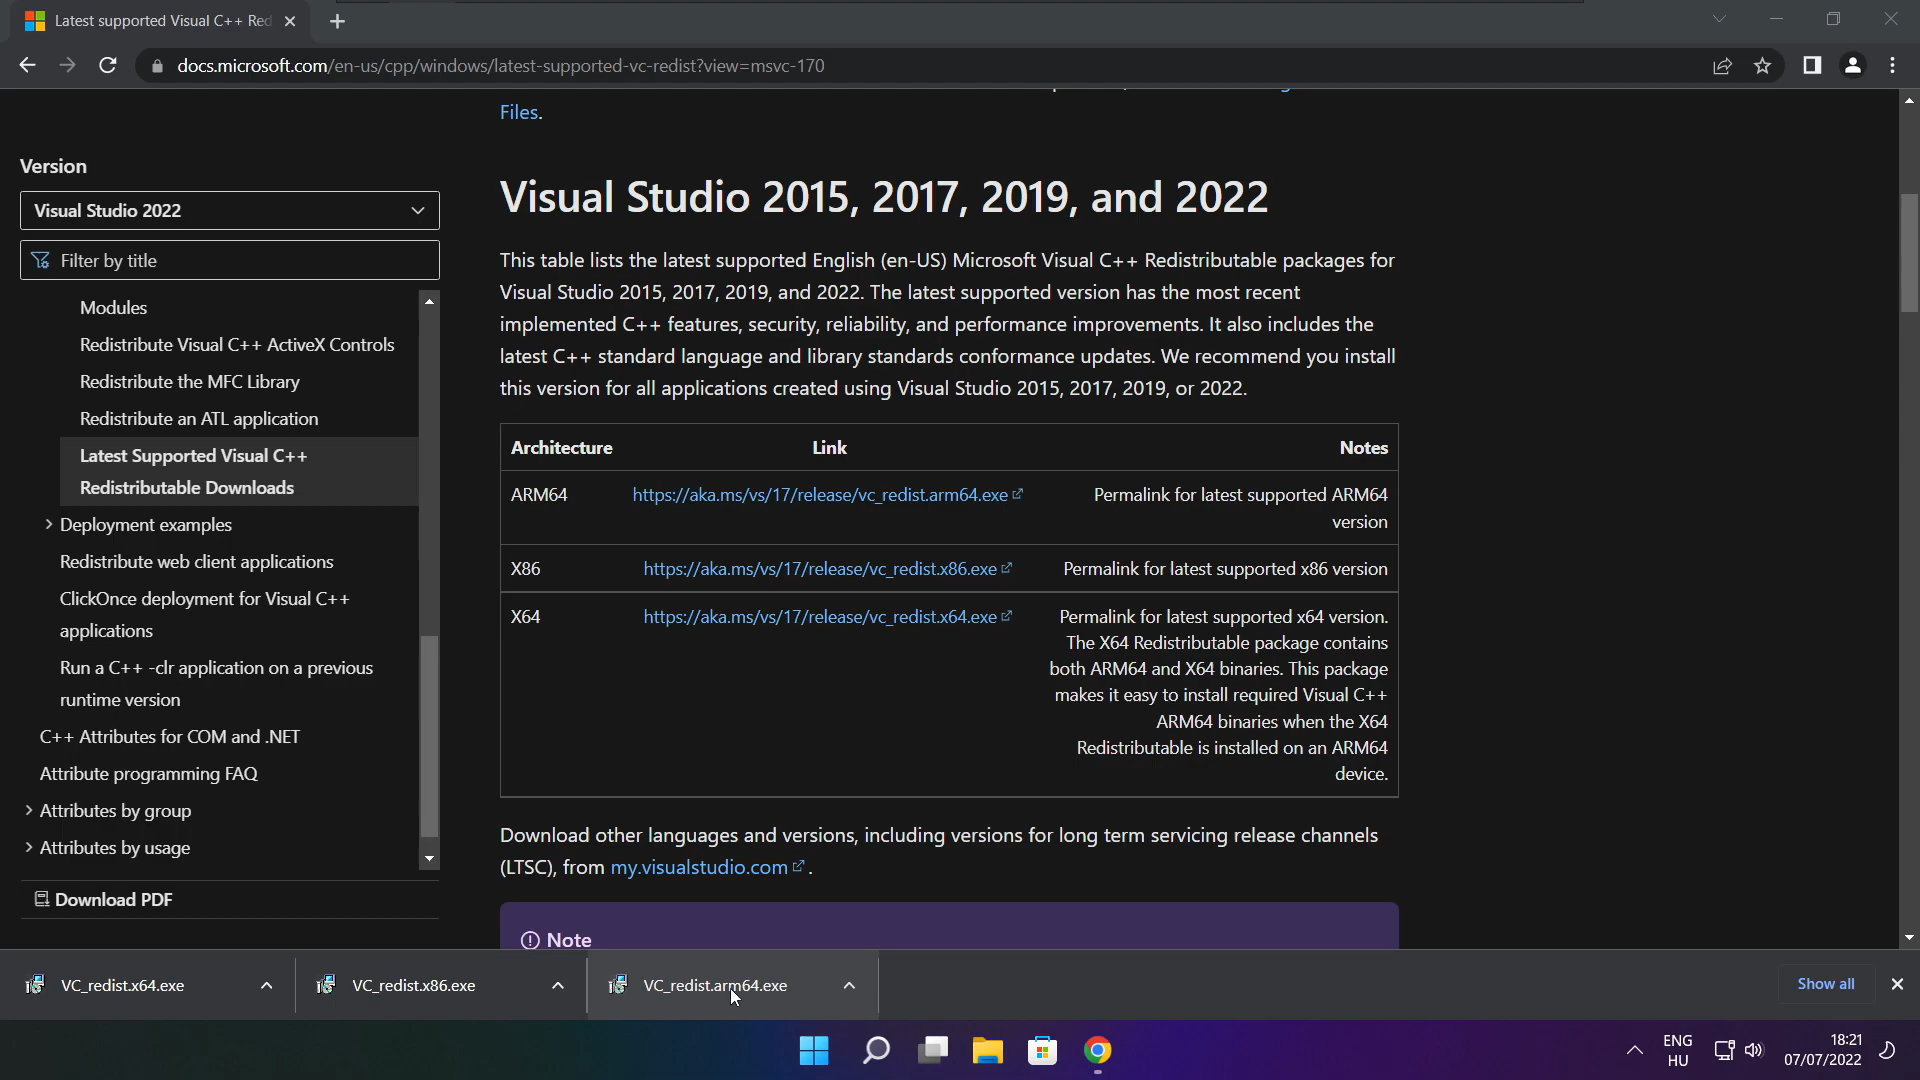 Latest supported Visual C++ Red
docs.microsoft.com/en-us/cpp/windows/latest-supported-vc-redist?view=msvc-170
Files.
Version
Visual Studio 2022
Filter by title
Modules
Redistribute Visual C++ ActiveX Controls
Redistribute the MFC Library
Redistribute an ATL application
Latest Supported Visual C++
Redistributable Downloads
Deployment examples
Redistribute web client applications
ClickOnce deployment for Visual C++
applications
Run a C++ -clr application on a previous
runtime version
C++ Attributes for COM and .NET
Attribute programming FAQ
Attributes by group
Attributes by usage
Download PDF
Visual Studio 2015, 2017, 2019, and 2022
This table lists the latest supported English (en-US) Microsoft Visual C++ Redistributable packages for
Visual Studio 2015, 2017, 2019, and 2022. The latest supported version has the most recent
implemented C++ features, security, reliability, and performance improvements. It also includes the
latest C++ standard language and library standards conformance updates. We recommend you install
this version for all applications created using Visual Studio 2015, 2017, 2019, or 2022.
Architecture Link Notes
ARM64 https://aka.ms/vs/17/release/vc_redist.arm64.exe Permalink for latest supported ARM64
version
X86 https://aka.ms/vs/17/release/vc_redist.x86.exe Permalink for latest supported x86 version
X64 https://aka.ms/vs/17/release/vc_redist.x64.exe Permalink for latest supported x64 version.
The X64 Redistributable package contains
both ARM64 and X64 binaries. This package
makes it easy to install required Visual C++
ARM64 binaries when the X64
Redistributable is installed on an ARM64
device.
Download other languages and versions, including versions for long term servicing release channels
(LTSC), from my.visualstudio.com.
Note
VC_redist.x64.exe VC_redist.x86.exe VC_redist.arm64.exe Show all
ENG
HU
18:21
07/07/2022